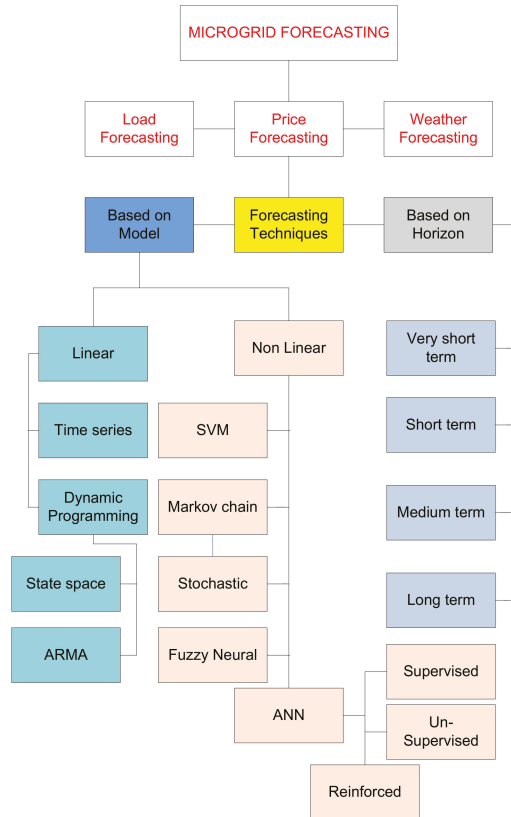 MICROGRID FORECASTING
Load
Forecasting
Price
Forecasting
Weather
Forecasting
Based on
Model
Forecasting
Techniques
Based on
Horizon
Linear
Non Linear
Very short
term
Time series
SVM
Short term
Dynamic
Programming
Markov chain
Medium term
State space
Stochastic
Long term
ARMA
Fuzzy Neural
Supervised
ANN
Un-
Supervised
Reinforced